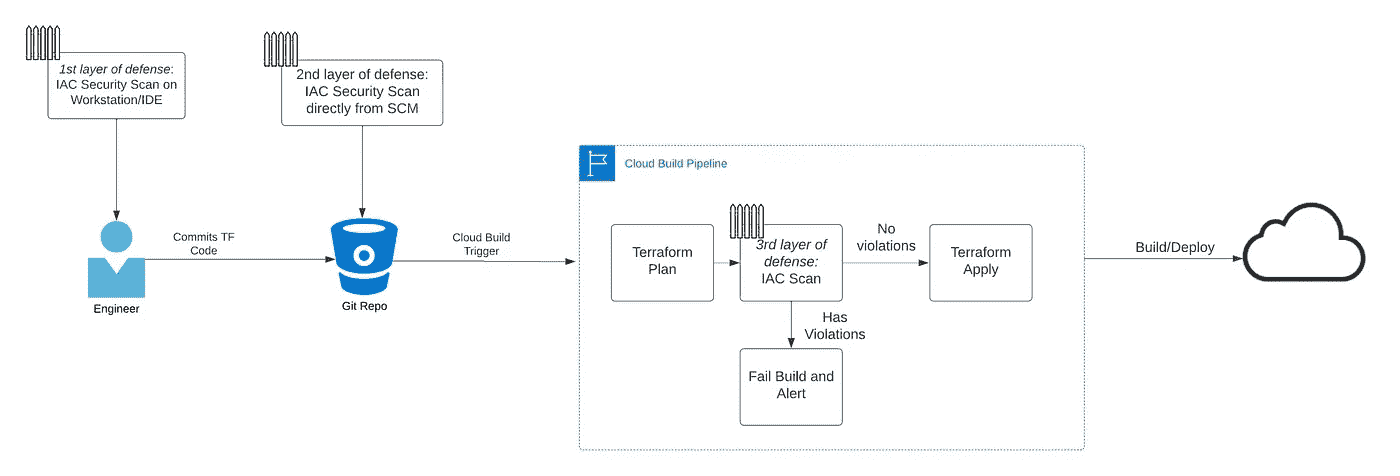 1st layer of defense:
IAC Security Scan on
Workstation/IDE
2nd layer of defense:
IAC Security Scan
directly from SCM
Cloud Build Pipeline
Commits TF
Code
Cloud Build
Trigger
Engineer
Git Repo
Terraform
Plan
3rd layer of
defense:
IAC Scan
No
violations
Terraform
Apply
Build/Deploy
Has
Violations
Fail Build and
Alert